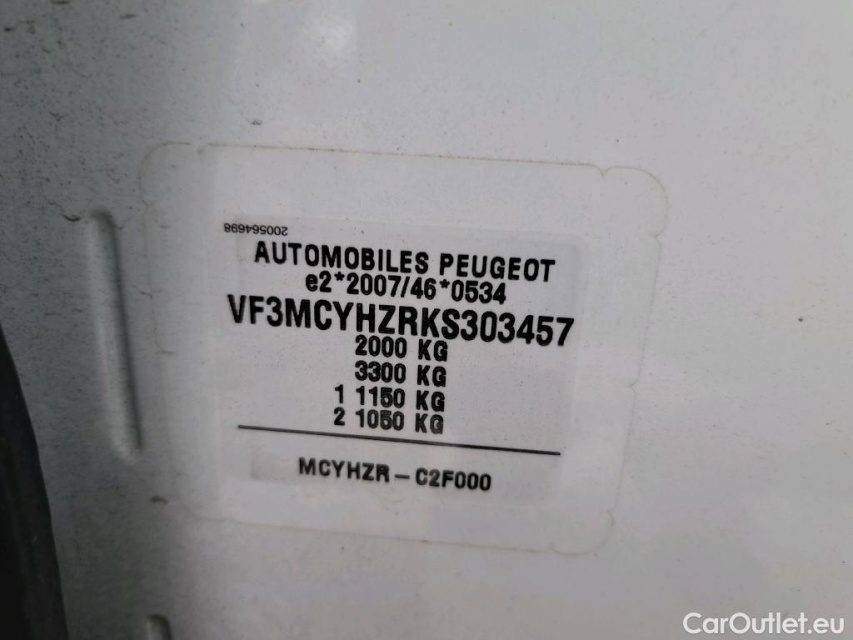 200564698
AUTOMOBILES PEUGEOT
e2*2007/46*0534
VF3MCYHZRKS303457
2000 KG
3300 KG
1 1150 KG
2 1050 KG
MCYHZR - C2F000
CarOutlet.eu